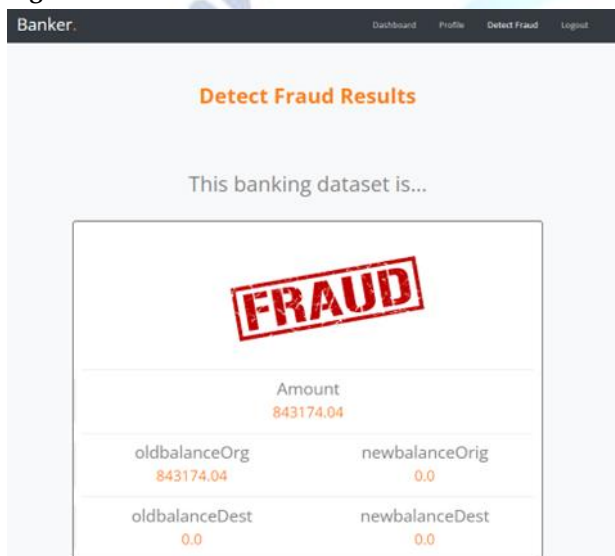 Banker.
Dashboard Profile Detect Fraud Logout
Detect Fraud Results
This banking dataset is...
FRAUD
Amount
843174.04
oldbalanceOrg newbalanceOrig
843174.04 0.0
oldbalanceDest newbalanceDest
0.0 0.0